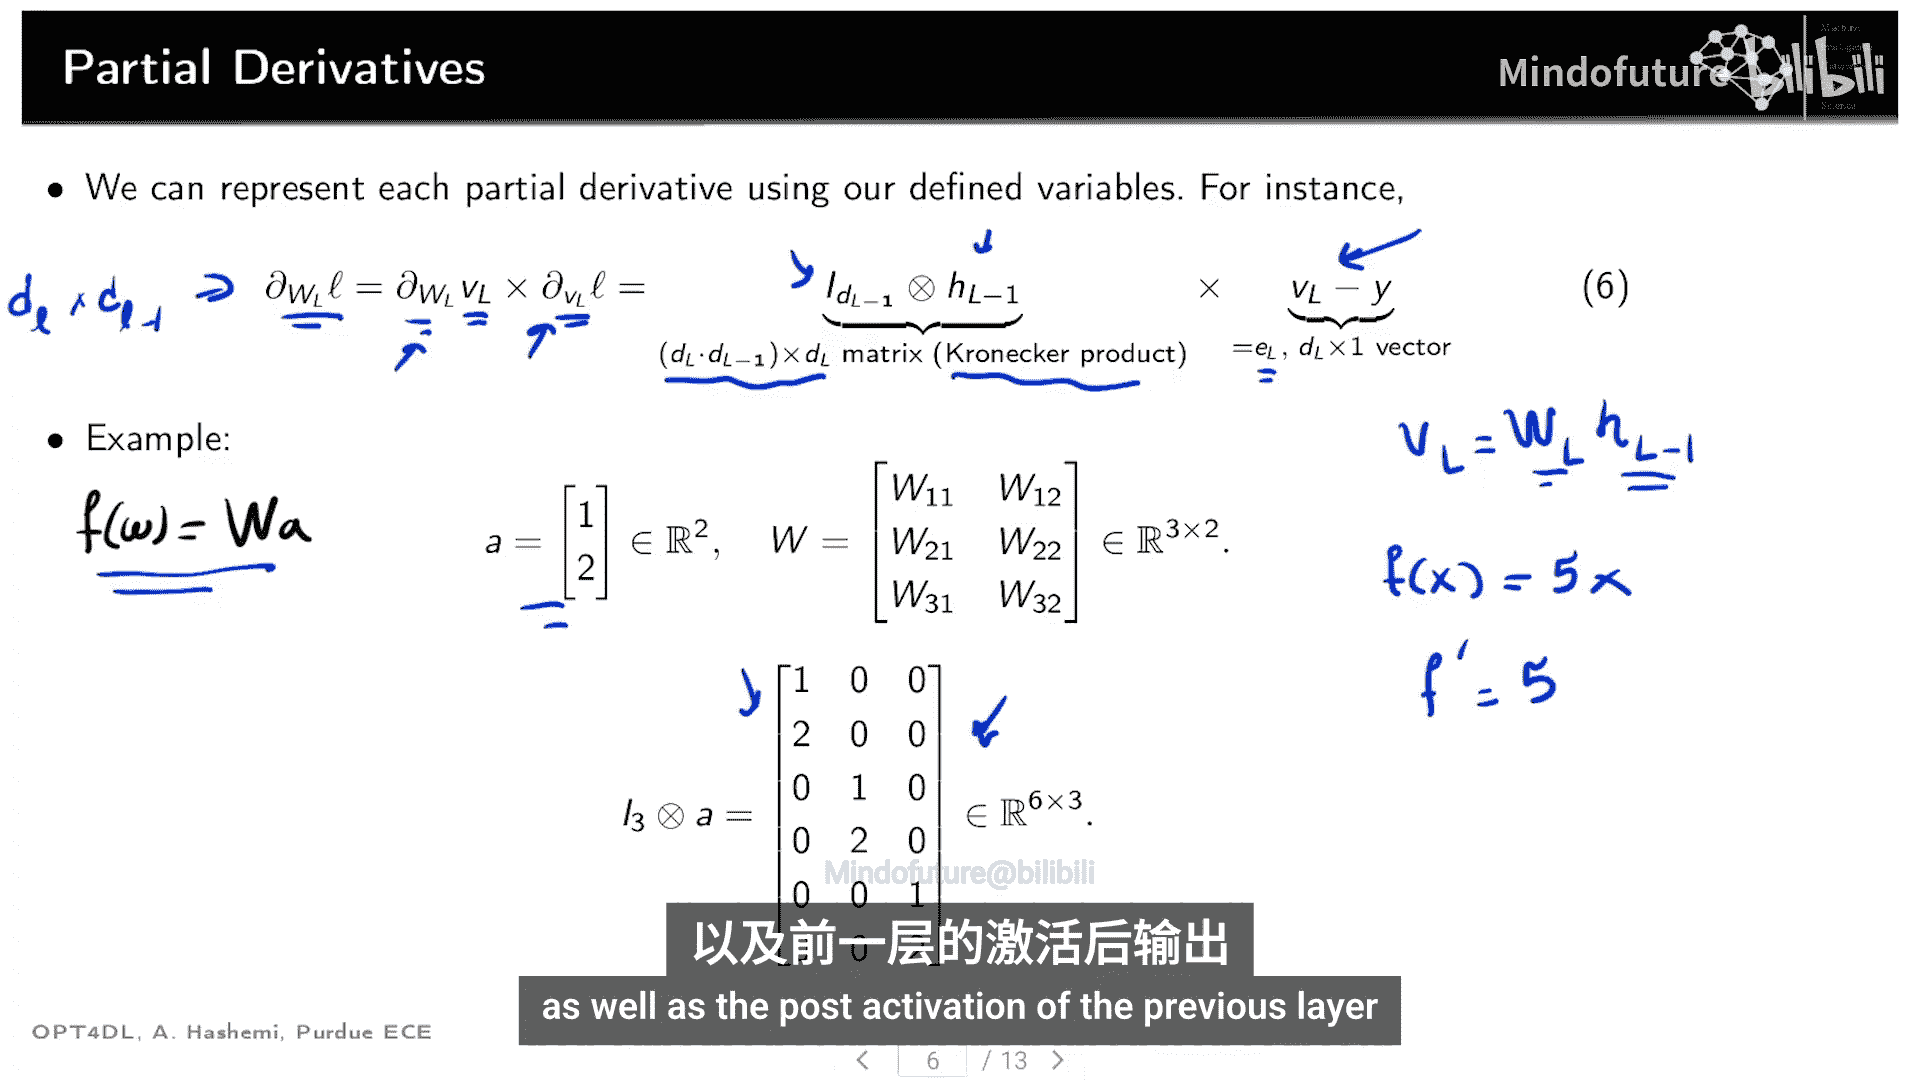 Partial Derivatives
Mindofuture bilibili
• We can represent each partial derivative using our defined variables. For instance,
d_ℓ × d_{ℓ-1} ⇒ ∂_{W_L} ℓ = ∂_{W_L} v_L × ∂_{v_L} ℓ = I_{d_{L−1}} ⊗ h_{L−1} × v_L − y (6)
(d_L·d_{L−1})×d_L matrix (Kronecker product) =e_L, d_L×1 vector
• Example:
v_L = W_L h_{L-1}
f(w) = Wa
a = [1 2] ∈ ℝ², W = [W₁₁ W₁₂ W₂₁ W₂₂ W₃₁ W₃₂] ∈ ℝ^{3×2}.
f(x) = 5x
f' = 5
1 0 0
2 0 0
0 1 0
I₃ ⊗ a = ∈ ℝ^{6×3}.
0 2 0
Mindofuture@bilibili
0 0 1
以及前一层的激活后输出
as well as the post activation of the previous layer
OPT4DL, A. Hashemi, Purdue ECE
< 6 / 13 >